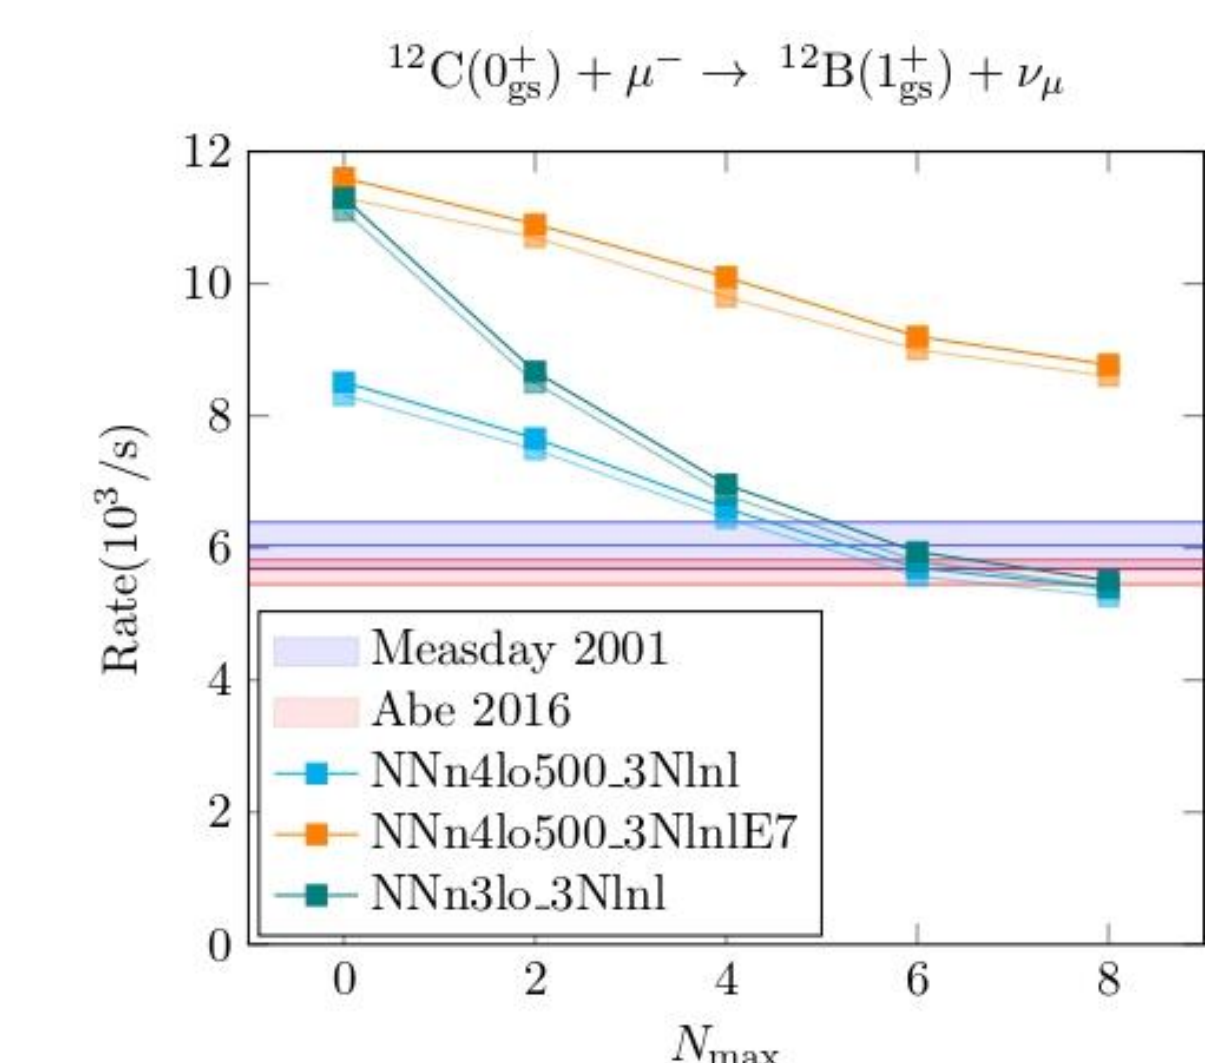 ¹²C(0⁺gs) + μ⁻ → ¹²B(1⁺gs) + νμ
12
10
8
6
4
2
0
Rate(10³/s)
Measday 2001
Abe 2016
NNn4lo500_3Nlnl
NNn4lo500_3NlnlE7
NNn3lo_3Nlnl
0 2 4 6 8
Nmax